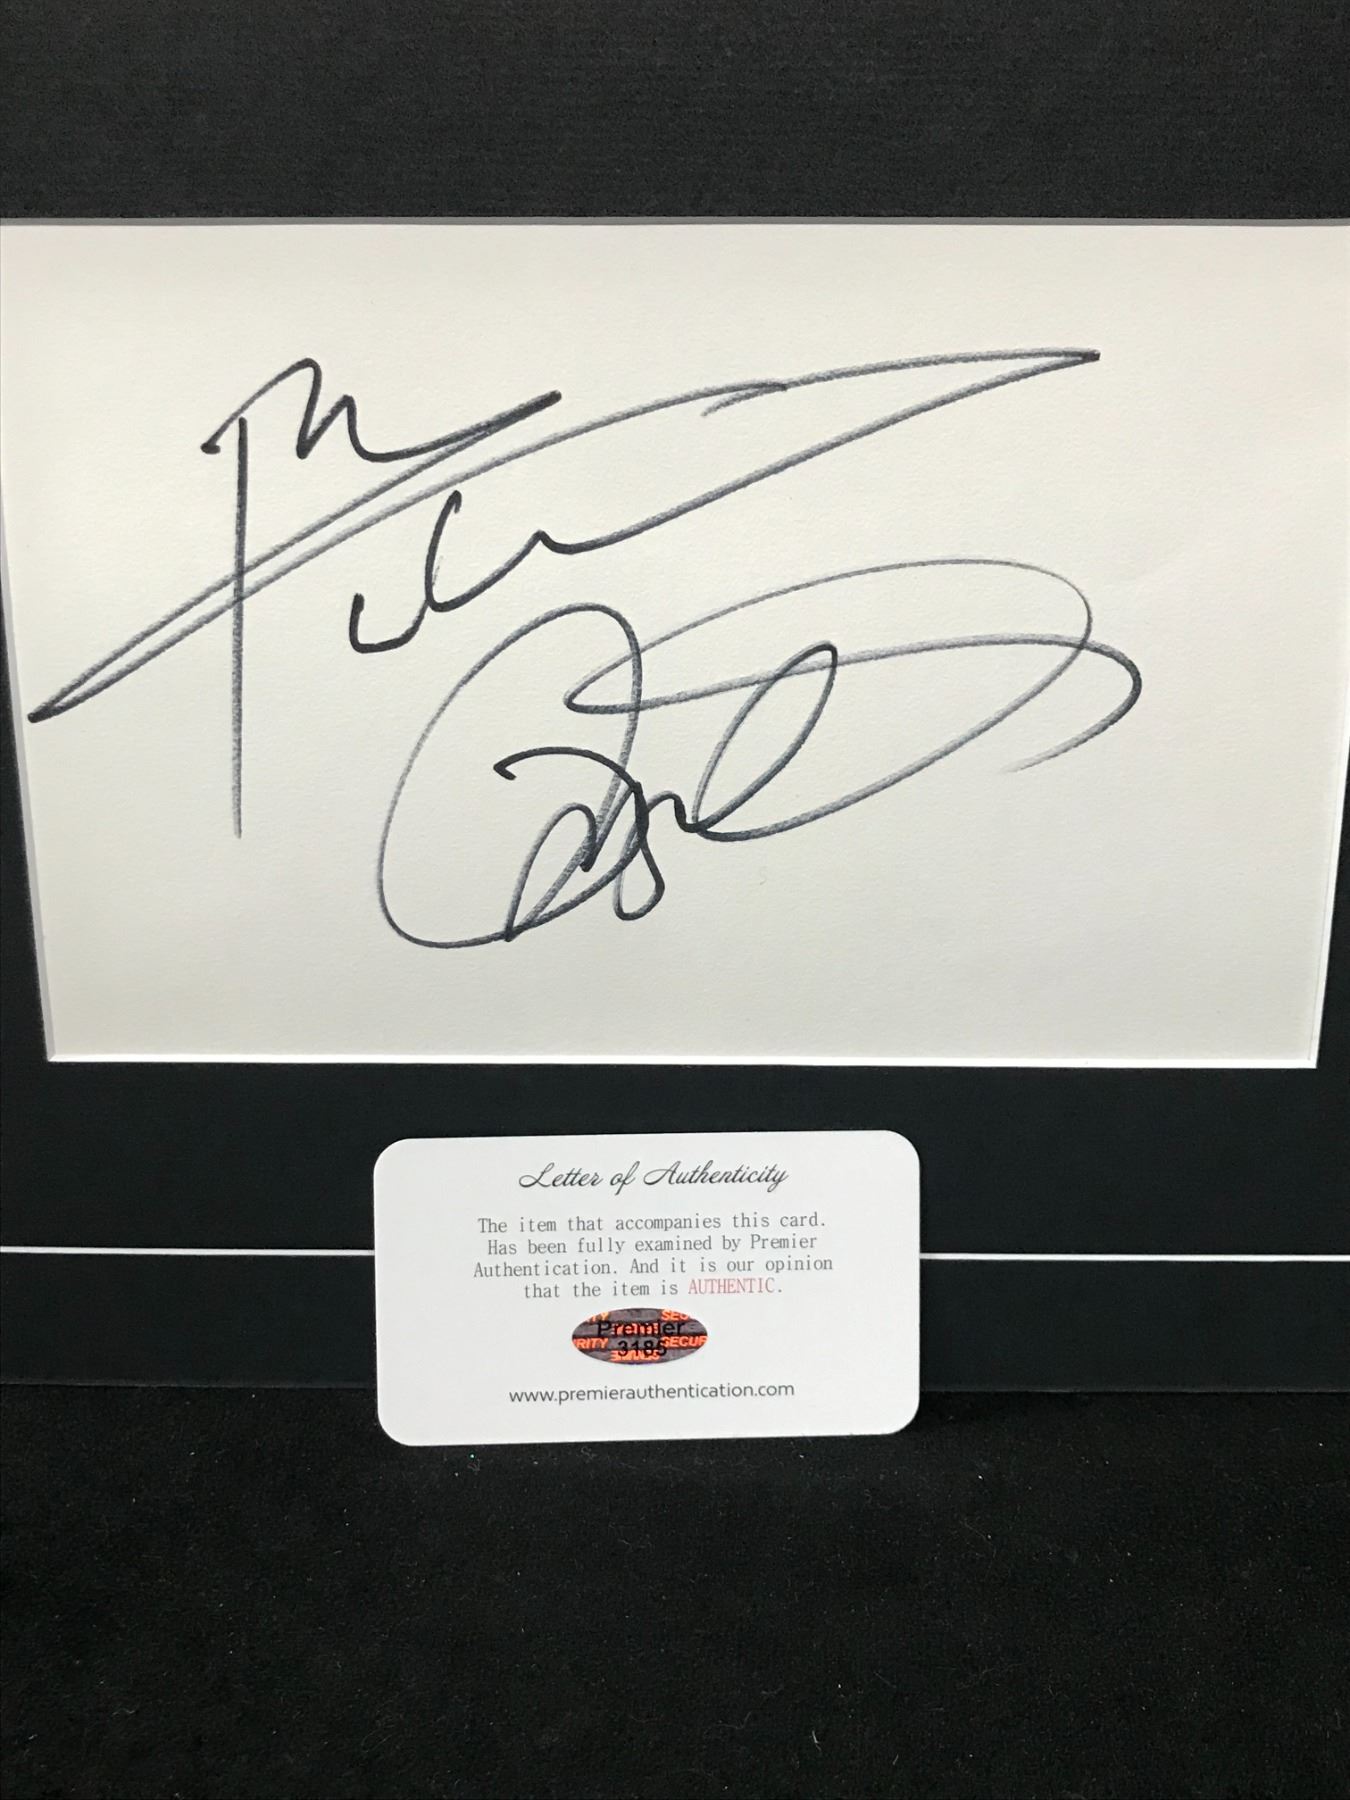 Letter of Authenticity
The item that accompanies this card.
Has been fully examined by Premier
Authentication. And it is our opinion
that the item is AUTHENTIC.
Premier
3185
www.premierauthentication.com